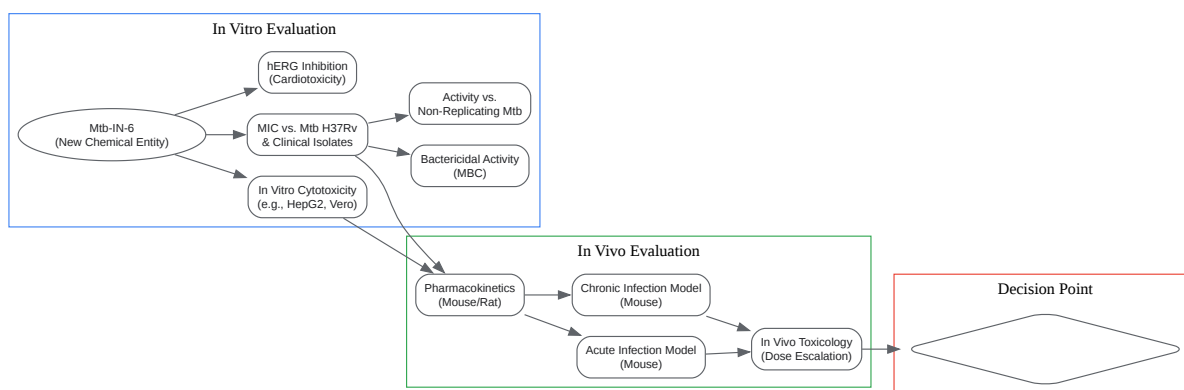 In Vitro Evaluation
hERG Inhibition
(Cardiotoxicity)
Mtb-IN-6
(New Chemical Entity)
MIC vs. Mtb H37Rv
& Clinical Isolates
Activity vs.
Non-Replicating Mtb
Bactericidal Activity
(MBC)
In Vitro Cytotoxicity
(e.g., HepG2, Vero)
In Vivo Evaluation
Pharmacokinetics
(Mouse/Rat)
Chronic Infection Model
(Mouse)
Acute Infection Model
(Mouse)
In Vivo Toxicology
(Dose Escalation)
Decision Point